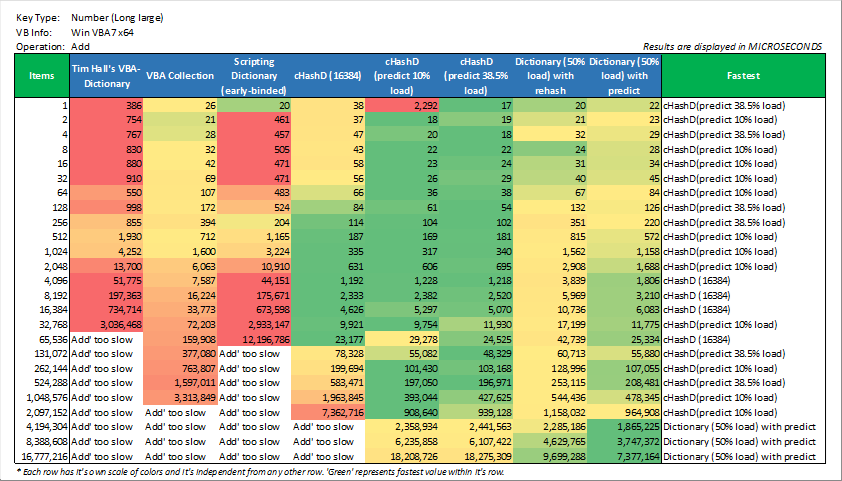 Key Type: Number (Long large)
VB Info: Win VBA7 x64
Operation: Add Results are displayed in MICROSECONDS
Items Tim Hall's VBA-Dictionary VBA Collection Scripting Dictionary (early-binded) cHashD (16384) cHashD (predict 10% load) cHashD (predict 38.5% load) Dictionary (50% load) with rehash Dictionary (50% load) with predict Fastest
1 386 26 20 38 2,292 17 20 22 cHashD(predict 38.5% load)
2 754 21 461 37 18 19 21 23 cHashD(predict 10% load)
4 767 28 457 47 20 18 32 29 cHashD(predict 38.5% load)
8 830 32 505 43 22 22 24 28 cHashD(predict 10% load)
16 880 42 471 58 23 24 31 34 cHashD(predict 10% load)
32 910 69 471 56 26 29 40 45 cHashD(predict 10% load)
64 550 107 483 66 36 38 67 84 cHashD(predict 10% load)
128 998 172 524 84 61 54 132 126 cHashD(predict 38.5% load)
256 855 394 204 114 104 102 351 220 cHashD(predict 38.5% load)
512 1,930 712 1,165 187 169 181 815 572 cHashD(predict 10% load)
1,024 4,252 1,600 3,224 335 317 340 1,562 1,158 cHashD(predict 10% load)
2,048 13,700 6,063 10,910 631 606 695 2,908 1,688 cHashD(predict 10% load)
4,096 51,775 7,587 44,151 1,192 1,228 1,218 3,839 1,806 cHashD (16384)
8,192 197,363 16,224 175,671 2,333 2,382 2,520 5,969 3,210 cHashD (16384)
16,384 734,714 33,773 673,598 4,626 5,297 5,070 10,736 6,083 cHashD (16384)
32,768 3,036,468 72,203 2,933,147 9,921 9,754 11,930 17,199 11,775 cHashD(predict 10% load)
65,536 Add' too slow 159,908 12,196,786 23,177 29,278 24,525 42,739 25,334 cHashD (16384)
131,072 Add' too slow 377,080 Add' too slow 78,328 55,082 48,329 60,713 55,880 cHashD(predict 38.5% load)
262,144 Add' too slow 763,807 Add' too slow 199,694 101,430 103,168 128,996 107,055 cHashD(predict 10% load)
524,288 Add' too slow 1,597,011 Add' too slow 583,471 197,050 196,971 253,115 208,481 cHashD(predict 38.5% load)
1,048,576 Add' too slow 3,313,849 Add' too slow 1,963,845 393,044 427,625 544,436 478,345 cHashD(predict 10% load)
2,097,152 Add' too slow Add' too slow Add' too slow 7,362,716 908,640 939,128 1,158,032 964,908 cHashD(predict 10% load)
4,194,304 Add' too slow Add' too slow Add' too slow Add' too slow 2,358,934 2,441,563 2,285,186 1,865,225 Dictionary (50% load) with predict
8,388,608 Add' too slow Add' too slow Add' too slow Add' too slow 6,235,858 6,107,422 4,629,765 3,747,372 Dictionary (50% load) with predict
16,777,216 Add' too slow Add' too slow Add' too slow Add' too slow 18,208,726 18,275,309 9,699,288 7,377,164 Dictionary (50% load) with predict
* Each row has it's own scale of colors and it's independent from any other row. 'Green' represents fastest value within it's row.